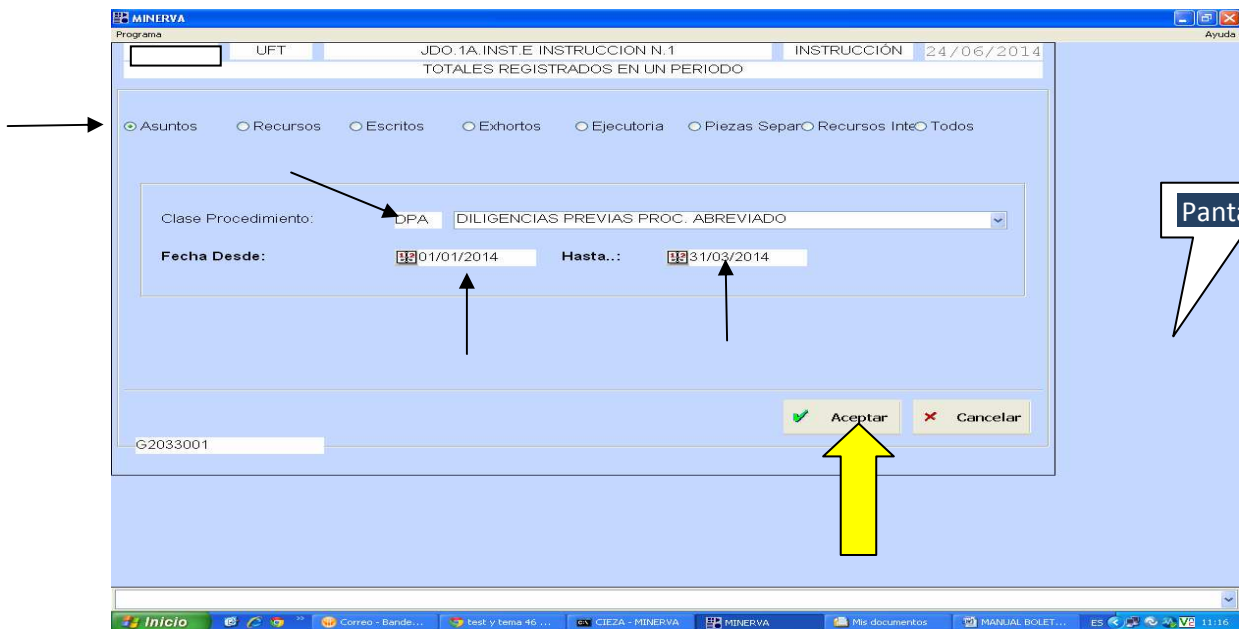 MINERVA
Programa Ayuda
UFT JDO.1A.INST.E INSTRUCCION N.1 INSTRUCCIÓN 24/06/2014
TOTALES REGISTRADOS EN UN PERIODO
Asuntos Recursos Escritos Exhortos Ejecutoria Piezas Separ Recursos Inte Todos
Clase Procedimiento: DPA DILIGENCIAS PREVIAS PROC. ABREVIADO
Fecha Desde: 01/01/2014 Hasta..: 31/03/2014
Panta
Aceptar Cancelar
G2033001
Inicio Correo - Bande... test y tema 46 ... CIEZA - MINERVA MINERVA Mis documentos MANUAL BOLET... ES 11:16